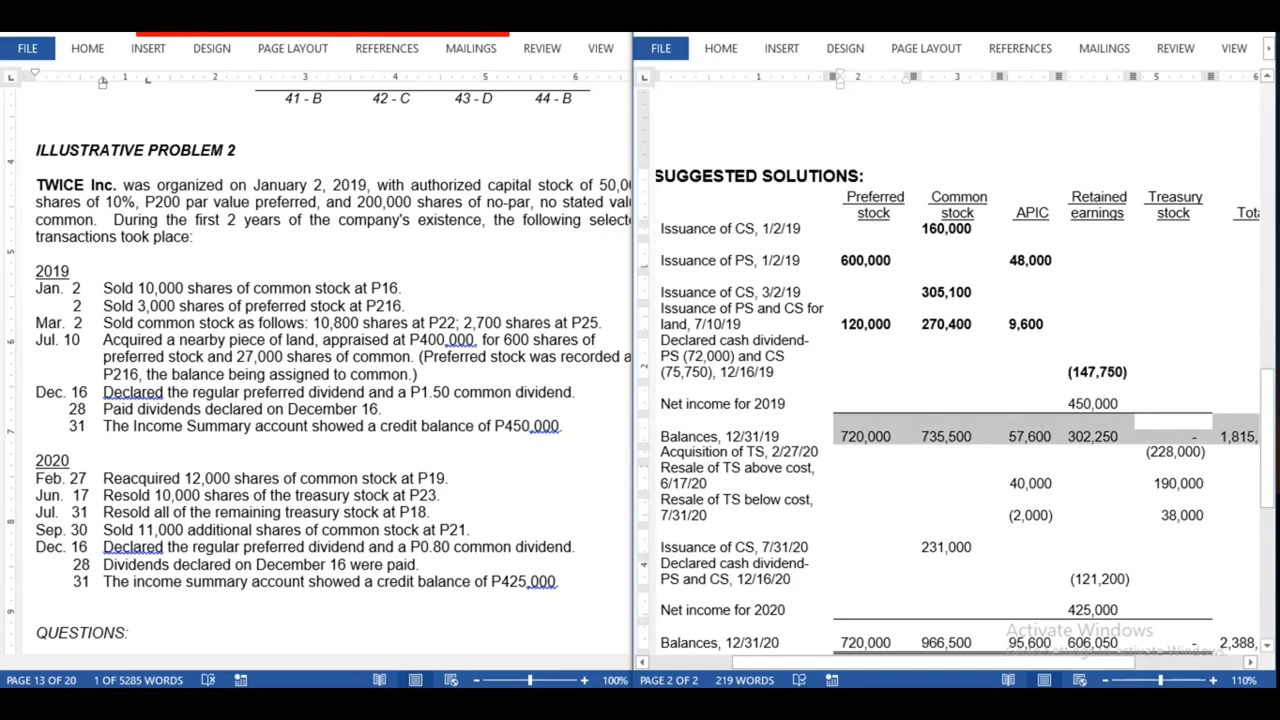 FILE HOME INSERT DESIGN PAGE LAYOUT REFERENCES MAILINGS REVIEW VIEW
1 2 3 4 5 6
41 - B 42 - C 43 - D 44 - B
ILLUSTRATIVE PROBLEM 2
TWICE Inc. was organized on January 2, 2019, with authorized capital stock of 50,00
shares of 10%, P200 par value preferred, and 200,000 shares of no-par, no stated valu
common. During the first 2 years of the company's existence, the following selecte
transactions took place:
2019
Jan. 2 Sold 10,000 shares of common stock at P16.
2 Sold 3,000 shares of preferred stock at P216.
Mar. 2 Sold common stock as follows: 10,800 shares at P22; 2,700 shares at P25.
Jul. 10 Acquired a nearby piece of land, appraised at P400,000, for 600 shares of
preferred stock and 27,000 shares of common. (Preferred stock was recorded a
P216, the balance being assigned to common.)
Dec. 16 Declared the regular preferred dividend and a P1.50 common dividend.
28 Paid dividends declared on December 16.
31 The Income Summary account showed a credit balance of P450,000.
2020
Feb. 27 Reacquired 12,000 shares of common stock at P19.
Jun. 17 Resold 10,000 shares of the treasury stock at P23.
Jul. 31 Resold all of the remaining treasury stock at P18.
Sep. 30 Sold 11,000 additional shares of common stock at P21.
Dec. 16 Declared the regular preferred dividend and a P0.80 common dividend.
28 Dividends declared on December 16 were paid.
31 The income summary account showed a credit balance of P425,000.
QUESTIONS:
PAGE 13 OF 20 1 OF 5285 WORDS 100%
FILE HOME INSERT DESIGN PAGE LAYOUT REFERENCES MAILINGS REVIEW VIEW
1 2 3 5 6
SUGGESTED SOLUTIONS:
Preferred Common Retained Treasury
stock stock APIC earnings stock Tot
Issuance of CS, 1/2/19 160,000
Issuance of PS, 1/2/19 600,000 48,000
Issuance of CS, 3/2/19 305,100
Issuance of PS and CS for
land, 7/10/19 120,000 270,400 9,600
Declared cash dividend-
PS (72,000) and CS
(75,750), 12/16/19 (147,750)
Net income for 2019 450,000
Balances, 12/31/19 720,000 735,500 57,600 302,250 - 1,815,
Acquisition of TS, 2/27/20 (228,000)
Resale of TS above cost,
6/17/20 40,000 190,000
Resale of TS below cost,
7/31/20 (2,000) 38,000
Issuance of CS, 7/31/20 231,000
Declared cash dividend-
PS and CS, 12/16/20 (121,200)
Net income for 2020 425,000
Activate Windows
Balances, 12/31/20 720,000 966,500 95,600 606,050 - 2,388,
PAGE 2 OF 2 219 WORDS 110%